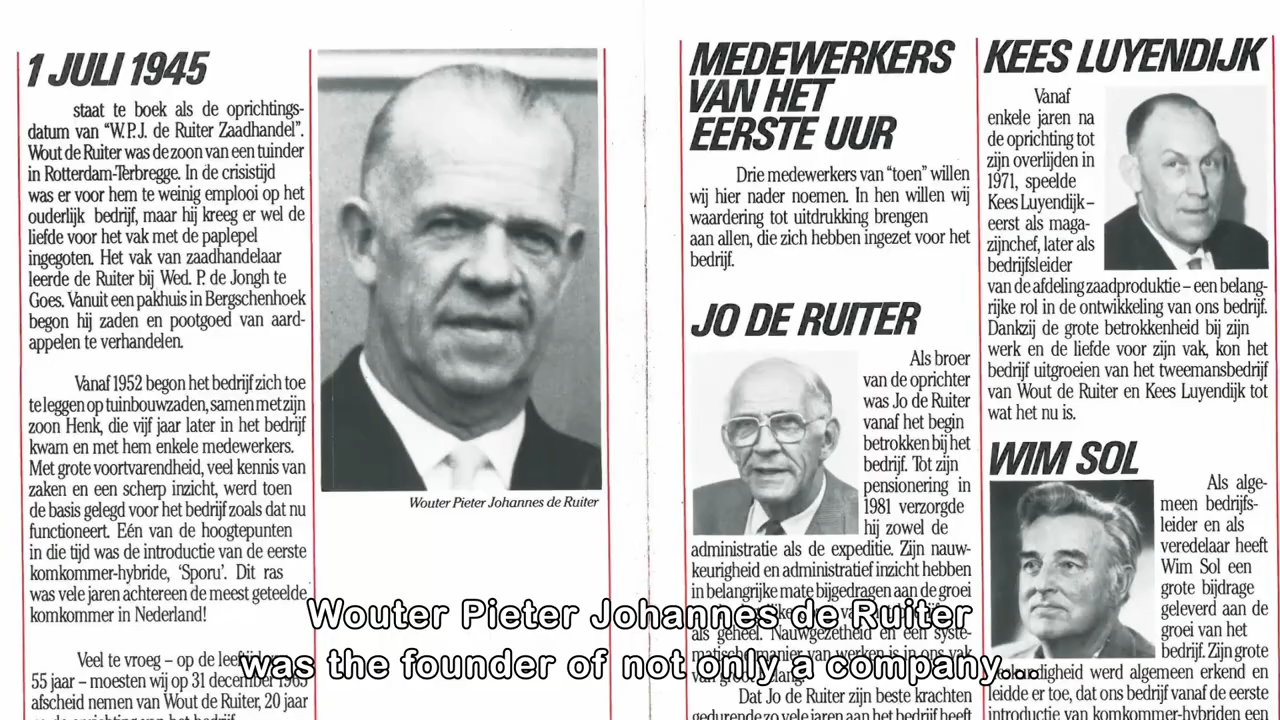 1 JULI 1945
staat te boek als de oprichtings-
datum van “W.P.J. de Ruiter Zaadhandel”.
Wout de Ruiter was de zoon van een tuinder
in Rotterdam-Terbregge. In de crisistijd
was er voor hem te weinig emplooi op het
ouderlijk bedrijf, maar hij kreeg er wel de
liefde voor het vak met de paplepel
ingegoten. Het vak van zaadhandelaar
leerde de Ruiter bij Wed. P. de Jongh te
Goes. Vanuit een pakhuis in Bergschenhoek
begon hij zaden en pootgoed van aard-
appelen te verhandelen.
Vanaf 1952 begon het bedrijf zich toe
te leggen op tuinbouwzaden, samen met zijn
zoon Henk, die vijf jaar later in het bedrijf
kwam en met hem enkele medewerkers.
Met grote voortvarendheid, veel kennis van
zaken en een scherp inzicht, werd toen
de basis gelegd voor het bedrijf zoals dat nu
functioneert. Eén van de hoogtepunten
in die tijd was de introductie van de eerste
komkommer-hybride, ‘Sporu’. Dit ras
was vele jaren achtereen de meest geteelde
komkommer in Nederland!
Veel te vroeg – op de
55 jaar – moesten wij op 31 december
afscheid nemen van Wout de Ruiter, 20 jaar
Wouter Pieter Johannes de Ruiter
MEDEWERKERS
VAN HET
EERSTE UUR
Drie medewerkers van “toen” willen
wij hier nader noemen. In hen willen wij
waardering tot uitdrukking brengen
aan allen, die zich hebben ingezet voor het
bedrijf.
JO DE RUITER
Als broer
van de oprichter
was Jo de Ruiter
vanaf het begin
betrokken bij het
bedrijf. Tot zijn
pensionering in
1981 verzorgde
hij zowel de
administratie als de expeditie. Zijn nauw-
keurigheid en administratief inzicht hebben
in belangrijke mate bijgedragen aan de groei
als geheel. Nauwgezetheid en een syste-
Dat Jo de Ruiter zijn beste krachten
gedurende zo vele jaren aan het bedrijf heeft
KEES LUYENDIJK
Vanaf
enkele jaren na
de oprichting tot
zijn overlijden in
1971, speelde
Kees Luyendijk –
eerst als maga-
zijnchef, later als
bedrijfsleider
van de afdeling zaadproduktie – een belang-
rijke rol in de ontwikkeling van ons bedrijf.
Dankzij de grote betrokkenheid bij zijn
werk en de liefde voor zijn vak, kon het
bedrijf uitgroeien van het tweemansbedrijf
van Wout de Ruiter en Kees Luyendijk tot
wat het nu is.
WIM SOL
Als alge-
meen bedrijfs-
leider en als
veredelaar heeft
Wim Sol een
grote bijdrage
geleverd aan de
groei van het
bedrijf. Zijn grote
werd algemeen erkend en
leidde er toe, dat ons bedrijf vanaf de eerste
introductie van komkommer-hybriden een
Wouter Pieter Johannes de Ruiter
was the founder of not only a company...